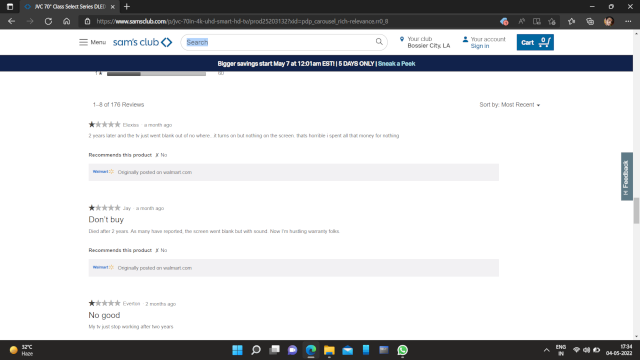 JVC 70" Class Select Series DLED
https://www.samsclub.com/p/jvc-70in-4k-uhd-smart-hd-tv/prod25203132?xid=pdp_carousel_rich-relevance.rr0_8
Menu
sam's club
Search
Your club
Bossier City, LA
Your account
Sign in
Cart
0
Bigger savings start May 7 at 12:01am EST! | 5 DAYS ONLY | Sneak a Peek
1–8 of 176 Reviews
Sort by: Most Recent
a month ago
2 years later and the tv just went blank out of no where , it turns on but nothing on the screen thats horrible i spent all that money for nothing
Recommends this product ✗ No
Walmart Originally posted on walmart.com
Jay a month ago
Don't buy
Died after 2 years. As many have reported, the screen went blank but with sound. Now I'm hunting warranty folks.
Recommends this product ✗ No
Walmart Originally posted on walmart.com
Everton 2 months ago
No good
My tv just stop working after two years
Feedback
32°C
Haze
ENG
IN
17:34
04-05-2022